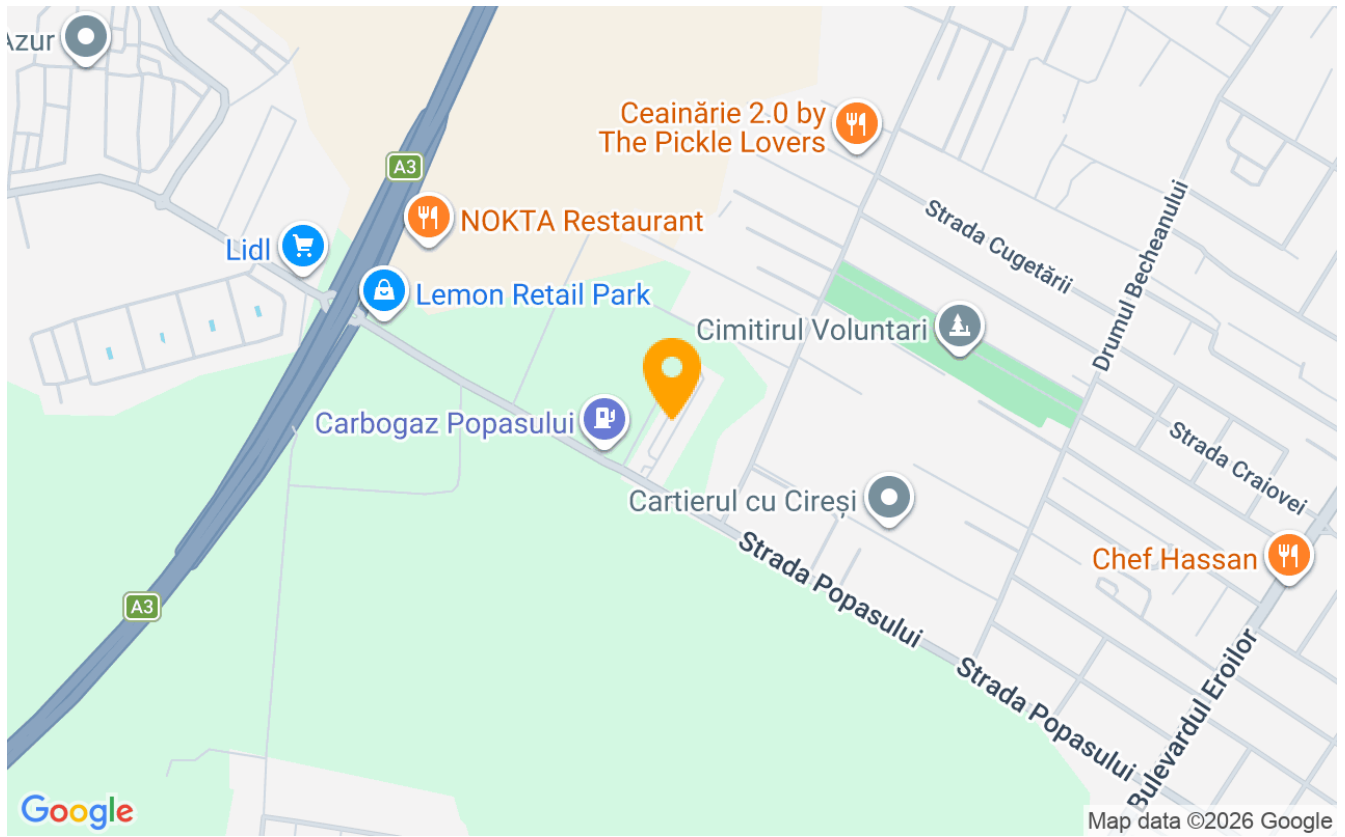 Azur
Ceainărie 2.0 by
The Pickle Lovers
A3
Strada Cugetării
Drumul Becheanului
NOKTA Restaurant
Lidl
Lemon Retail Park
Cimitirul Voluntari
Carbogaz Popasului
Strada Craiovei
Cartierul cu Cireși
Chef Hassan
Strada Popasului
A3
Strada Popasului
Bulevardul Eroilor
Google
Map data ©2026 Google